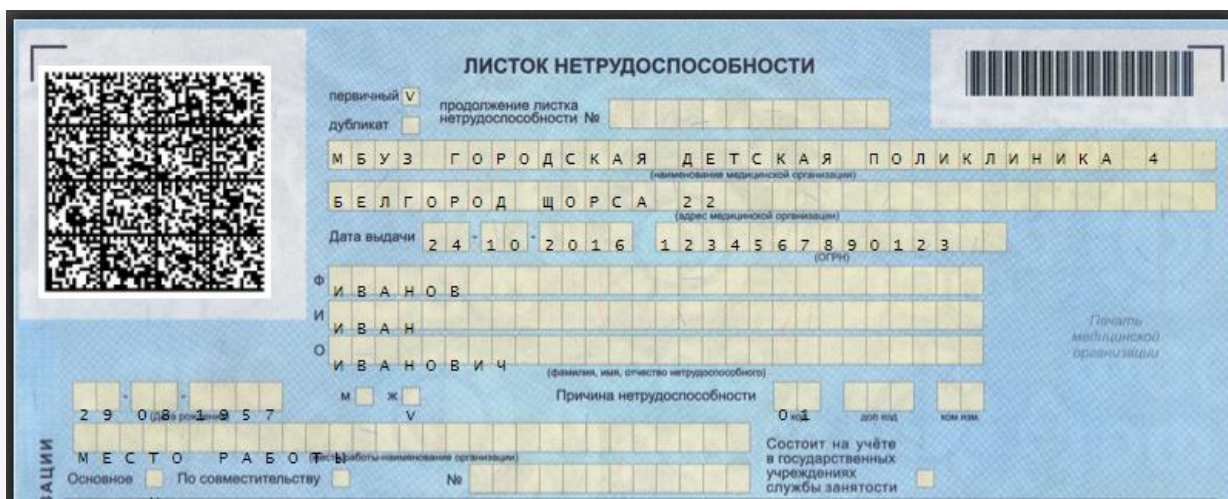 ЛИСТОК НЕТРУДОСПОСОБНОСТИ
первичный V
продолжение листка
нетрудоспособности №
дубликат
МБУЗ ГОРОДСКАЯ ДЕТСКАЯ ПОЛИКЛИНИКА 4
(наименование медицинской организации)
БЕЛГОРОД ЩОРСА 22
(адрес медицинской организации)
Дата выдачи 24-10-2016 1234567890123
(ОГРН)
Ф ИВАНОВ
И ИВАН
О ИВАНОВИЧ
(фамилия, имя, отчество нетрудоспособного)
Печать
медицинской
организации
29 08 1957 м ж V Причина нетрудоспособности 01
(дата рождения) код доп код код изм.
МЕСТО РАБОТЫ
(место работы-наименование организации)
Основное По совместительству №
Состоит на учёте
в государственных
учреждениях
службы занятости
АЦИИ